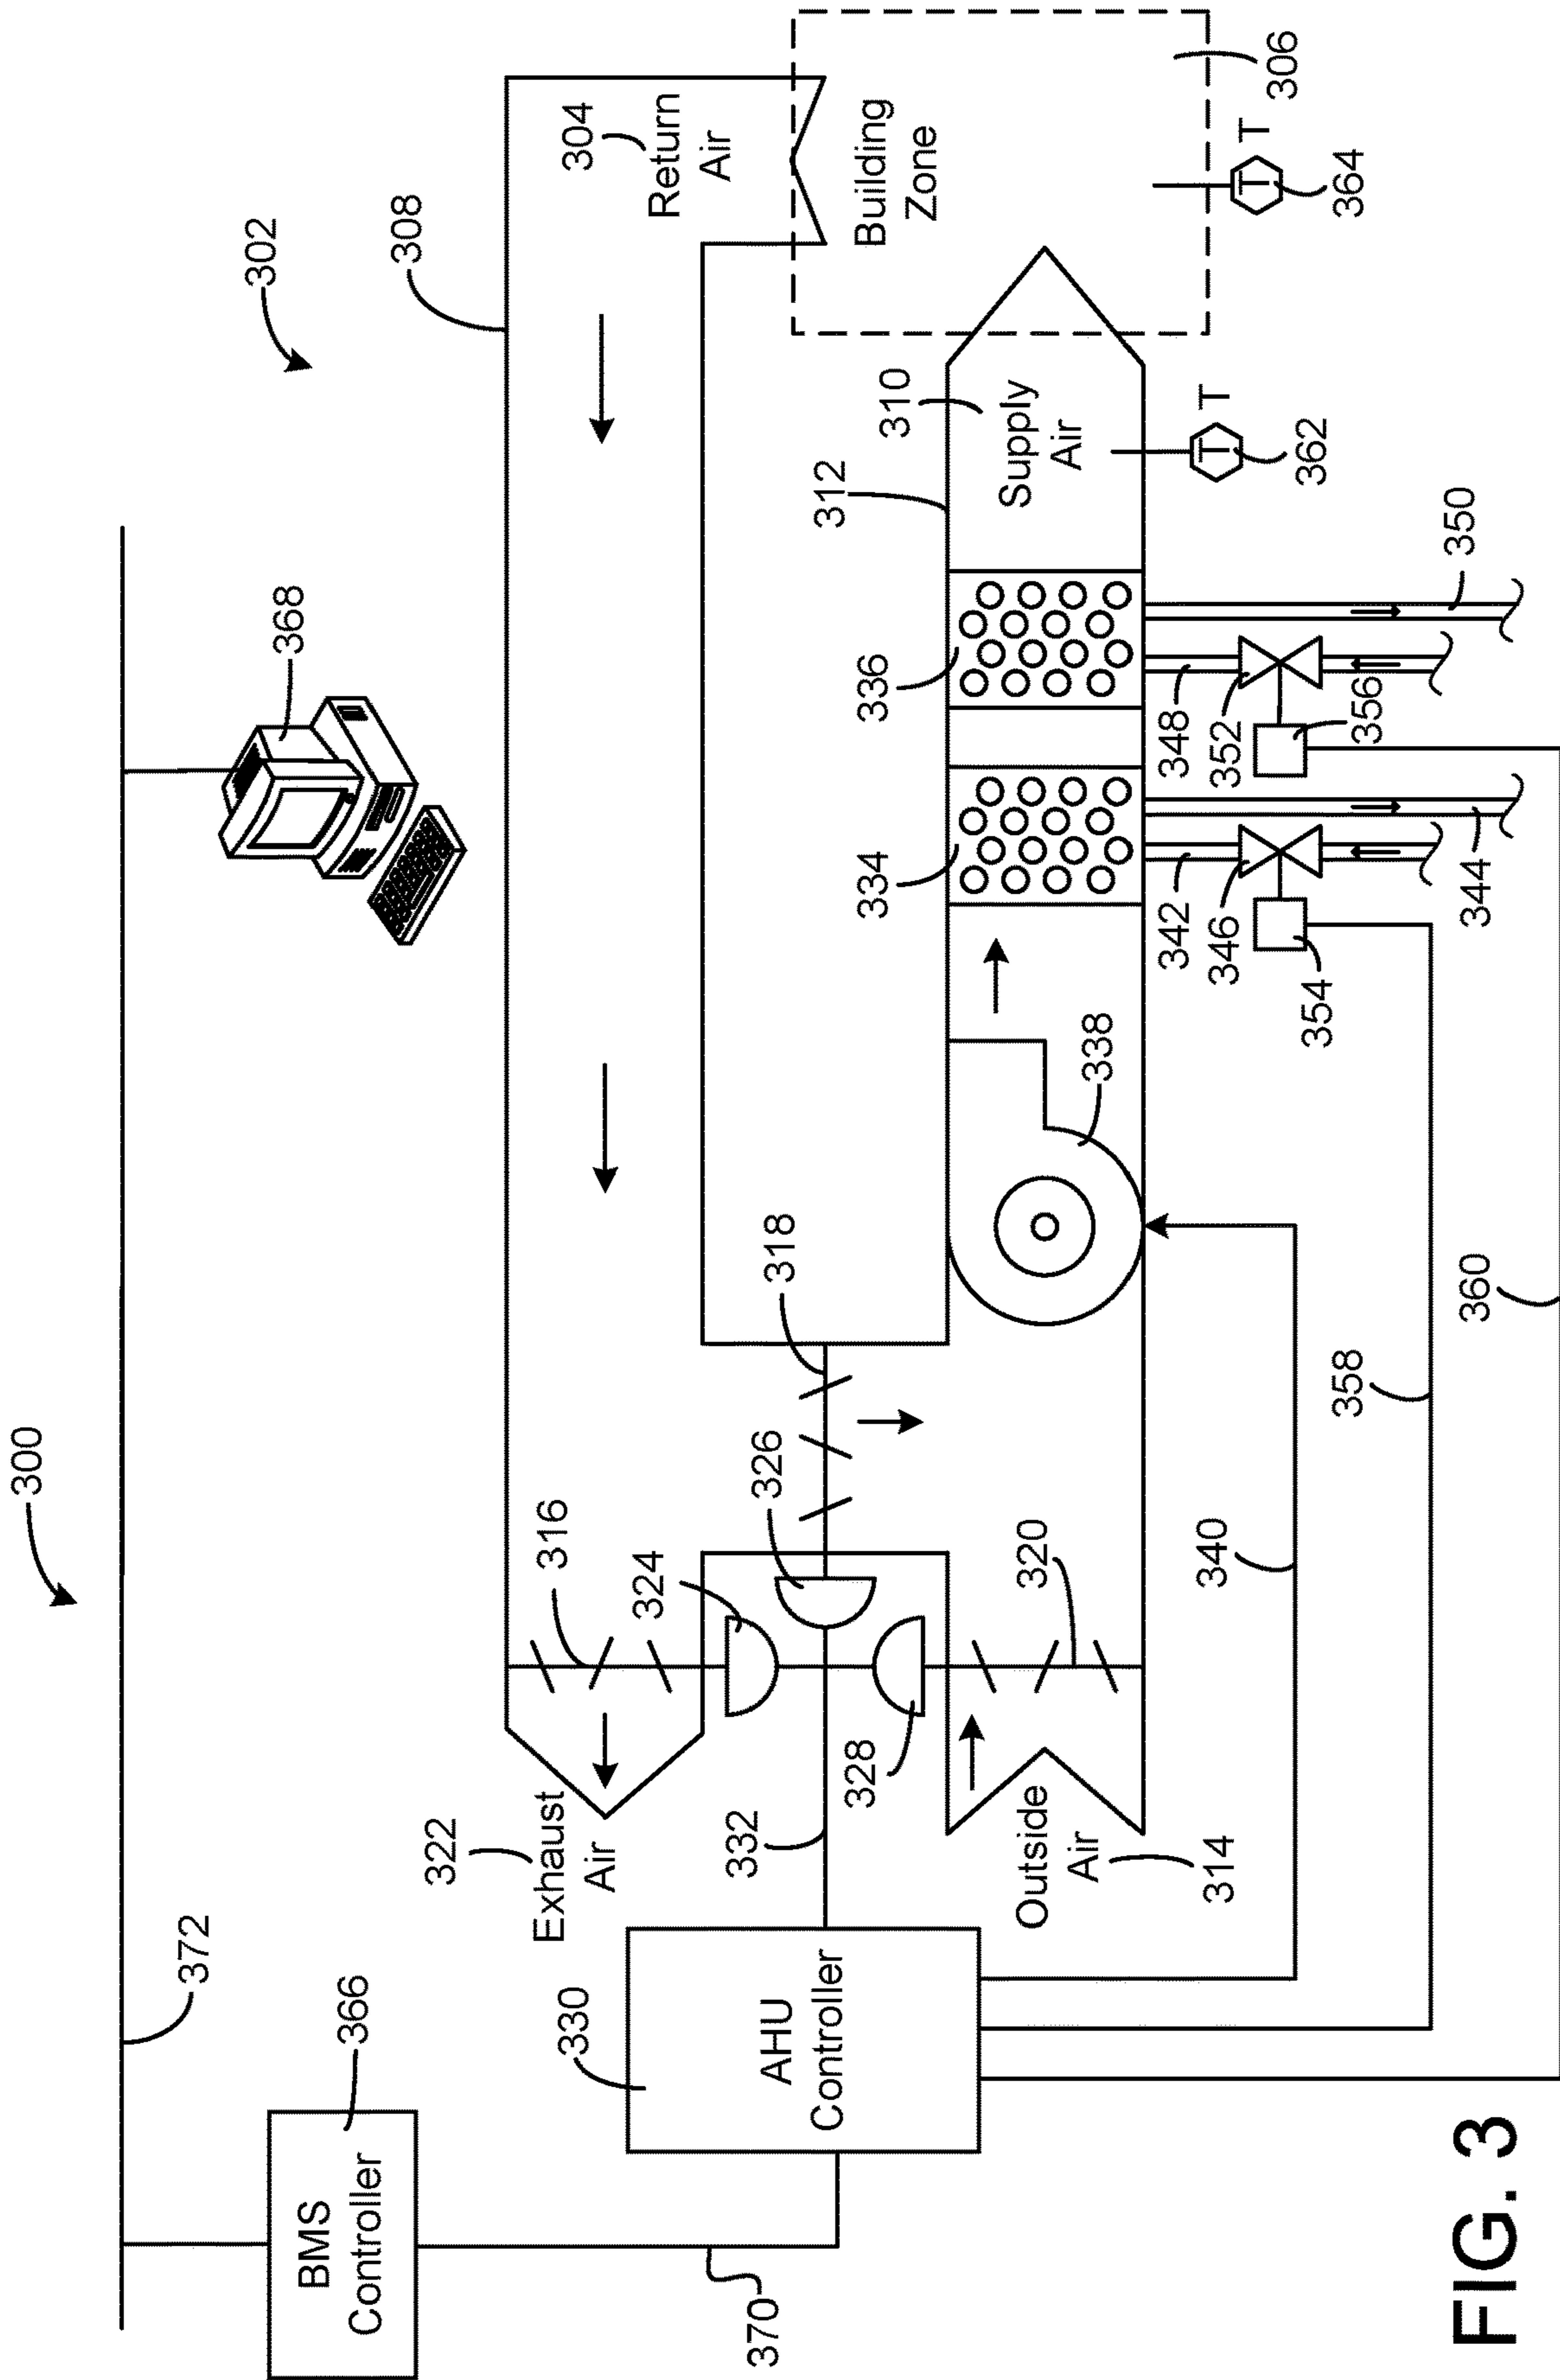 300
372
368
302
BMS
Controller
366
370
322
Exhaust
Air
316
308
304
Return
Air
324
326
318
332
328
330
AHU
Controller
Outside
Air
314
320
338
334
336
312
310
Supply
Air
Building
Zone
306
342
346
354
344
348
352
356
350
T
T
362
T
T
364
340
358
360
FIG. 3